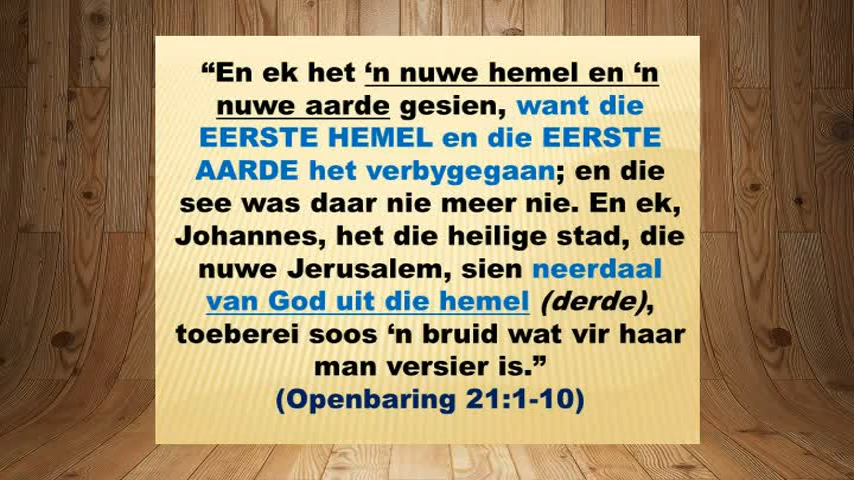 “En ek het ‘n nuwe hemel en ‘n
nuwe aarde gesien, want die
EERSTE HEMEL en die EERSTE
AARDE het verbygegaan; en die
see was daar nie meer nie. En ek,
Johannes, het die heilige stad, die
nuwe Jerusalem, sien neerdaal
van God uit die hemel (derde),
toeberei soos ‘n bruid wat vir haar
man versier is.”
(Openbaring 21:1-10)